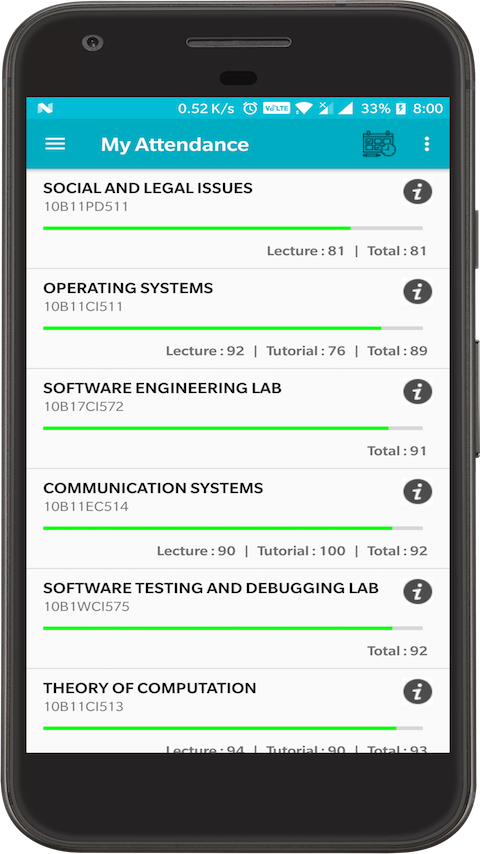 0.52 K/s VoLTE 33% 8:00
My Attendance
SOCIAL AND LEGAL ISSUES
10B11PD511
Lecture : 81 | Total : 81
OPERATING SYSTEMS
10B11CI511
Lecture : 92 | Tutorial : 76 | Total : 89
SOFTWARE ENGINEERING LAB
10B17CI572
Total : 91
COMMUNICATION SYSTEMS
10B11EC514
Lecture : 90 | Tutorial : 100 | Total : 92
SOFTWARE TESTING AND DEBUGGING LAB
10B1WCI575
Total : 92
THEORY OF COMPUTATION
10B11CI513
Lecture : 94 | Tutorial : 90 | Total : 93